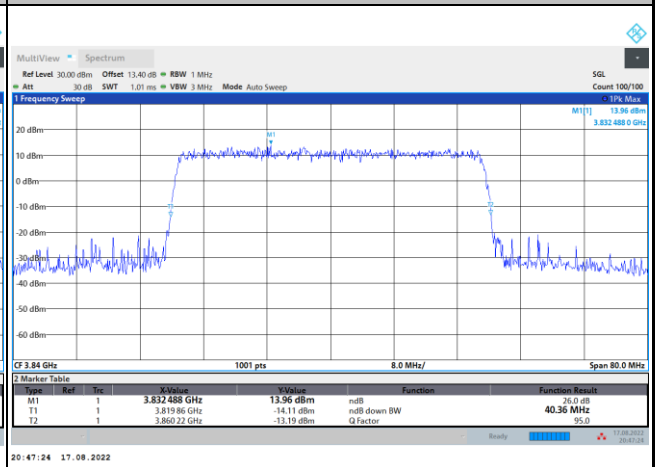 MultiView Spectrum
Ref Level 30.00 dBm Offset 13.40 dB RBW 1 MHz SGL
Att 30 dB SWT 1.01 ms VBW 3 MHz Mode Auto Sweep Count 100/100
1 Frequency Sweep 1Pk Max
M1[1] 13.96 dBm
3.832 488 0 GHz
20 dBm
M1
10 dBm
0 dBm
-10 dBm
-20 dBm
-30 dBm
-40 dBm
-50 dBm
-60 dBm
CF 3.84 GHz 1001 pts 8.0 MHz/ Span 80.0 MHz
2 Marker Table
Type Ref Trc X-Value Y-Value Function Function Result
M1 1 3.832 488 GHz 13.96 dBm ndB 26.0 dB
T1 1 3.819 86 GHz -14.11 dBm ndB down BW 40.36 MHz
T2 1 3.860 22 GHz -13.19 dBm Q Factor 95.0
Ready 17.08.2022
20:47:24
20:47:24 17.08.2022